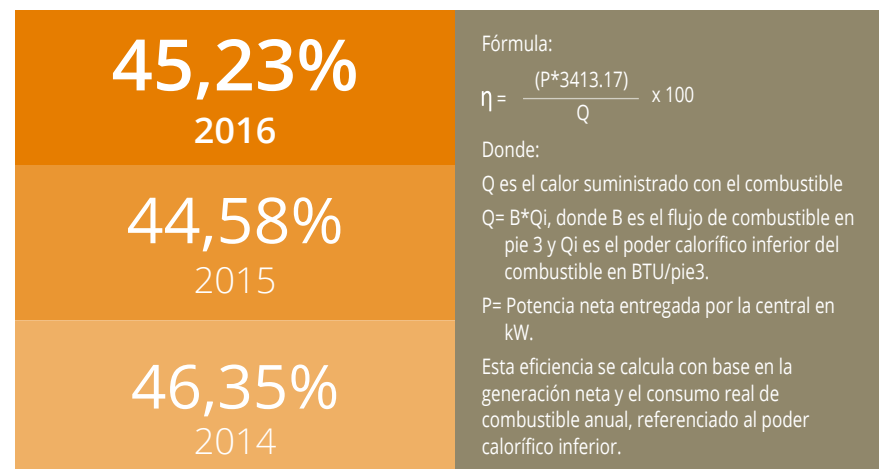 45,23%
2016
44,58%
2015
46,35%
2014
Fórmula:
η = (P*3413.17) x 100
Q
Donde:
Q es el calor suministrado con el combustible
Q= B*Qi, donde B es el flujo de combustible en
pie 3 y Qi es el poder calorífico inferior del
combustible en BTU/pie3.
P= Potencia neta entregada por la central en
kW.
Esta eficiencia se calcula con base en la
generación neta y el consumo real de
combustible anual, referenciado al poder
calorífico inferior.